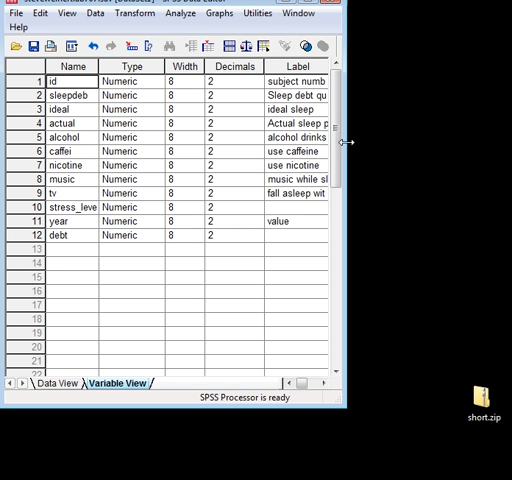 SPSS Data Editor
File Edit View Data Transform Analyze Graphs Utilities Window
Help
Name Type Width Decimals Label
1 id Numeric 8 2 subject numb
2 sleepdeb Numeric 8 2 Sleep debt qu
3 ideal Numeric 8 2 ideal sleep
4 actual Numeric 8 2 Actual sleep p
5 alcohol Numeric 8 2 alcohol drinks
6 caffei Numeric 8 2 use caffeine
7 nicotine Numeric 8 2 use nicotine
8 music Numeric 8 2 music while sl
9 tv Numeric 8 2 fall asleep wit
10 stress_leve Numeric 8 2
11 year Numeric 8 2 value
12 debt Numeric 8 2
13
14
15
16
17
18
19
20
21
22
Data View Variable View
SPSS Processor is ready
short.zip